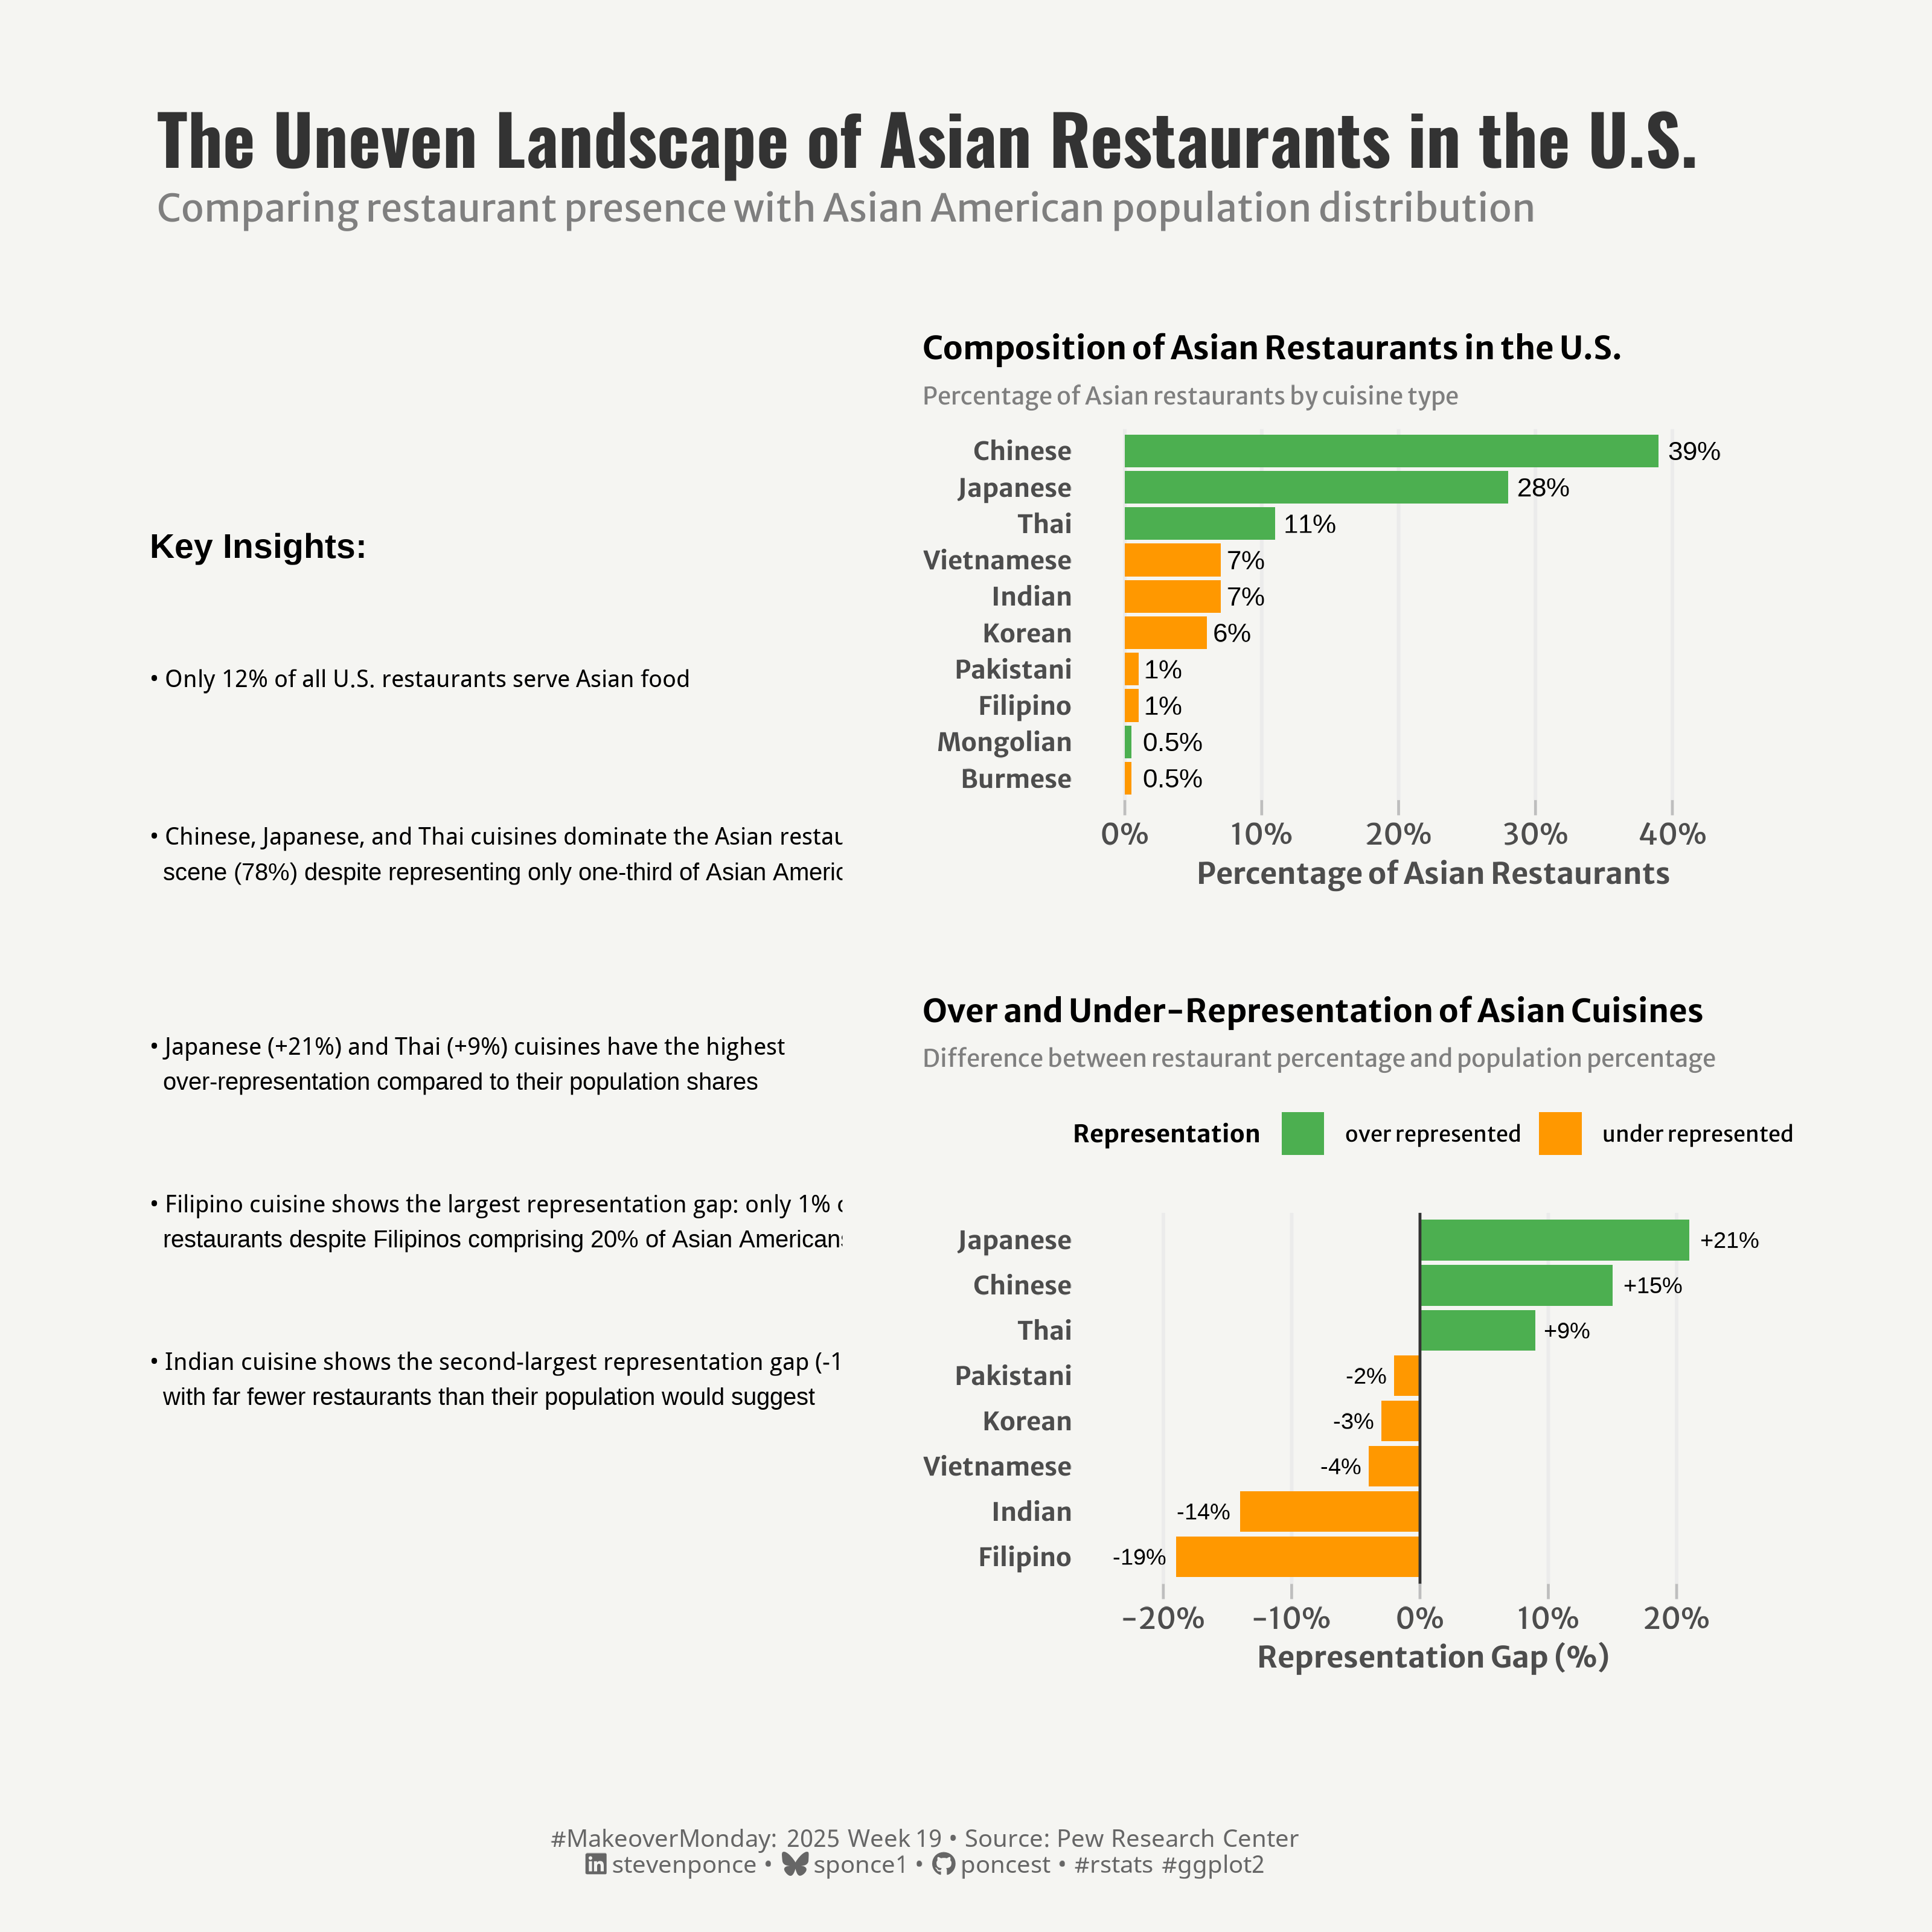 The Uneven Landscape of Asian Restaurants in the U.S.
Comparing restaurant presence with Asian American population distribution
Key Insights:
• Only 12% of all U.S. restaurants serve Asian food
• Chinese, Japanese, and Thai cuisines dominate the Asian restau
scene (78%) despite representing only one-third of Asian Americ
• Japanese (+21%) and Thai (+9%) cuisines have the highest
over-representation compared to their population shares
• Filipino cuisine shows the largest representation gap: only 1%
restaurants despite Filipinos comprising 20% of Asian Americans
• Indian cuisine shows the second-largest representation gap (-1
with far fewer restaurants than their population would suggest
Composition of Asian Restaurants in the U.S.
Percentage of Asian restaurants by cuisine type
Chinese 39%
Japanese 28%
Thai 11%
Vietnamese 7%
Indian 7%
Korean 6%
Pakistani 1%
Filipino 1%
Mongolian 0.5%
Burmese 0.5%
0% 10% 20% 30% 40%
Percentage of Asian Restaurants
Over and Under-Representation of Asian Cuisines
Difference between restaurant percentage and population percentage
Representation over represented under represented
Japanese +21%
Chinese +15%
Thai +9%
Pakistani -2%
Korean -3%
Vietnamese -4%
Indian -14%
Filipino -19%
-20% -10% 0% 10% 20%
Representation Gap (%)
#MakeoverMonday: 2025 Week 19 • Source: Pew Research Center
stevenponce • sponce1 • poncest • #rstats #ggplot2